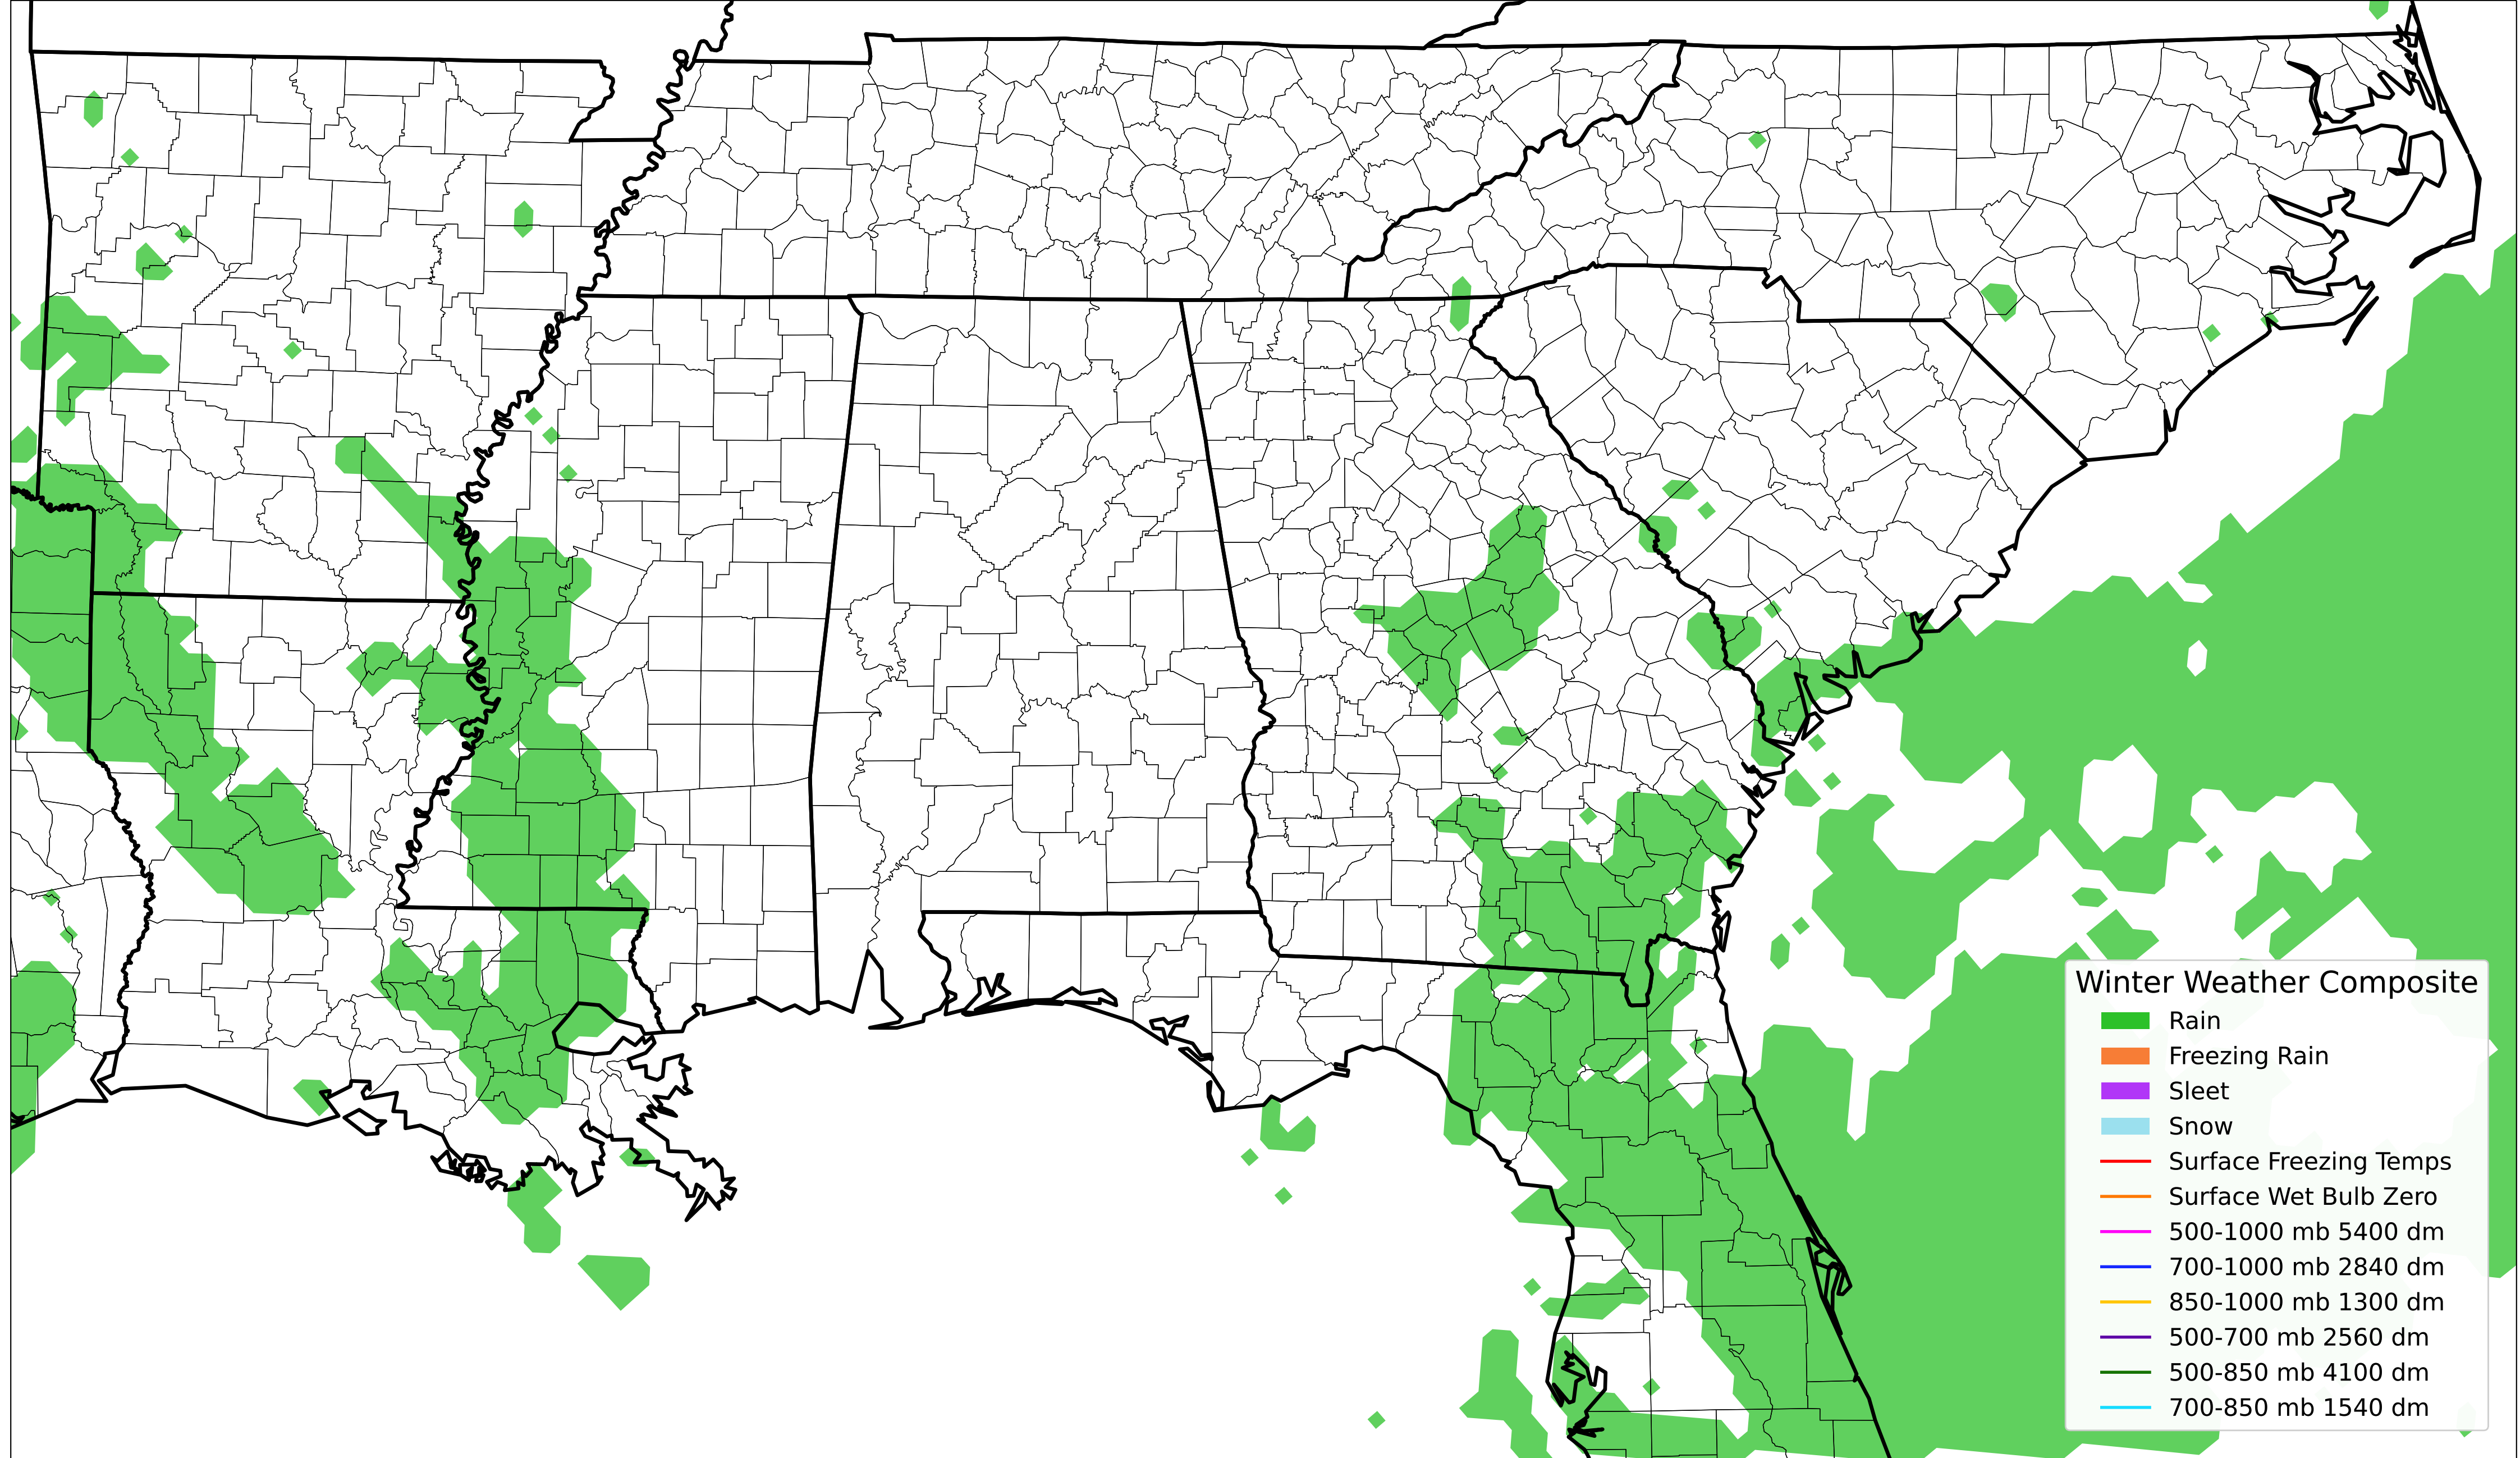 Winter Weather Composite
Rain
Freezing Rain
Sleet
Snow
Surface Freezing Temps
Surface Wet Bulb Zero
500-1000 mb 5400 dm
700-1000 mb 2840 dm
850-1000 mb 1300 dm
500-700 mb 2560 dm
500-850 mb 4100 dm
700-850 mb 1540 dm